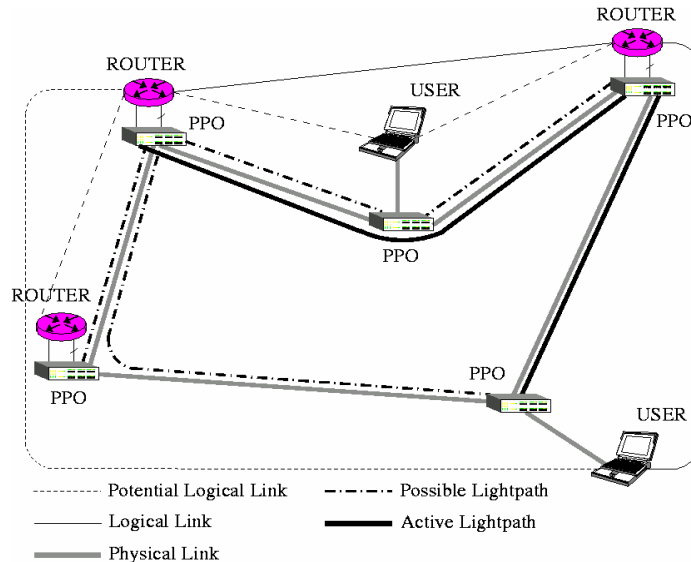 ROUTER
ROUTER
USER
PPO
PPO
PPO
ROUTER
PPO
PPO
USER
Potential Logical Link
Possible Lightpath
Logical Link
Active Lightpath
Physical Link